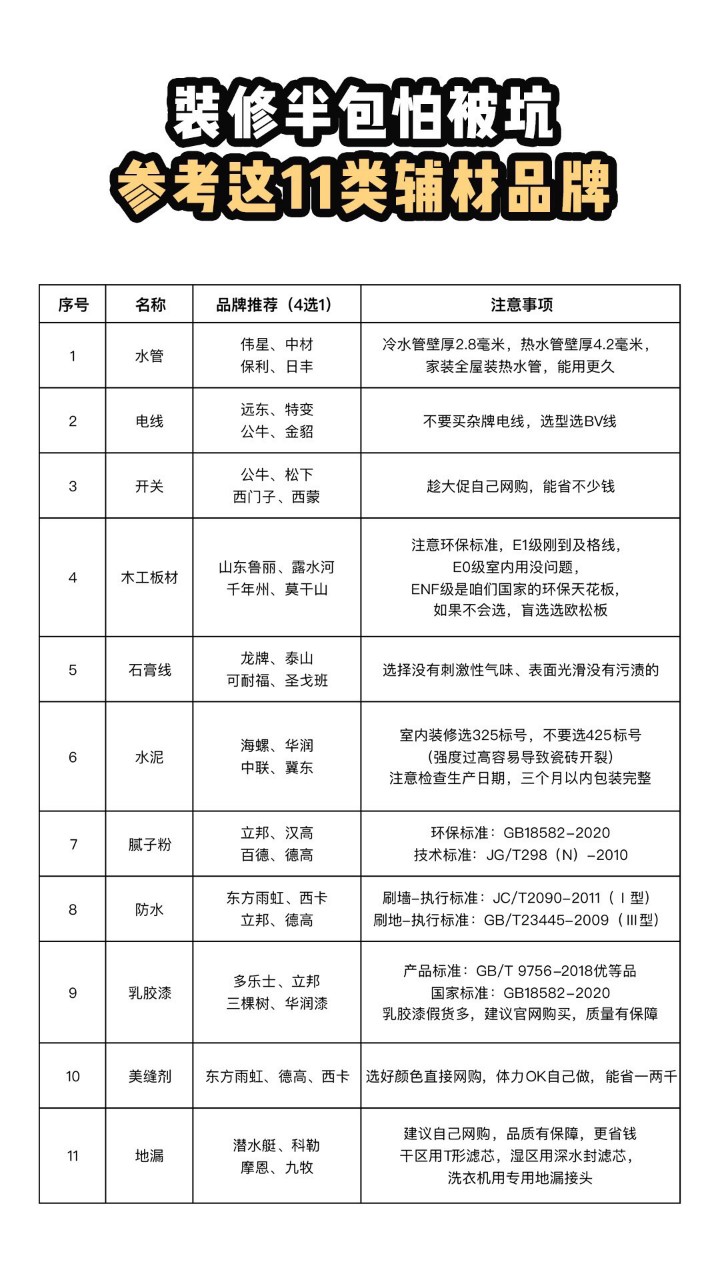 裝修半包怕被坑
参考这11类辅材品牌
序号 名称 品牌推荐（4选1） 注意事项
1 水管 伟星、中材 保利、日丰 冷水管壁厚2.8毫米，热水管壁厚4.2毫米，
家装全屋装热水管，能用更久
2 电线 远东、特变 公牛、金貂 不要买杂牌电线，选型选BV线
3 开关 公牛、松下 西门子、西蒙 趁大促自己网购，能省不少钱
4 木工板材 山东鲁丽、露水河 千年州、莫干山 注意环保标准，E1级刚到及格线，
E0级室内用没问题，
ENF级是咱们国家的环保天花板，
如果不会选，盲选选欧松板
5 石膏线 龙牌、泰山 可耐福、圣戈班 选择没有刺激性气味、表面光滑没有污渍的
6 水泥 海螺、华润 中联、冀东 室内装修选325标号，不要选425标号
（强度过高容易导致瓷砖开裂）
注意检查生产日期，三个月以内包装完整
7 腻子粉 立邦、汉高 百德、德高 环保标准：GB18582-2020
技术标准：JG/T298（N）-2010
8 防水 东方雨虹、西卡 立邦、德高 刷墙-执行标准：JC/T2090-2011（Ⅰ型）
刷地-执行标准：GB/T23445-2009（Ⅲ型）
9 乳胶漆 多乐士、立邦 三棵树、华润漆 产品标准：GB/T 9756-2018优等品
国家标准：GB18582-2020
乳胶漆假货多，建议官网购买，质量有保障
10 美缝剂 东方雨虹、德高、西卡 选好颜色直接网购，体力OK自己做，能省一两千
11 地漏 潜水艇、科勒 摩恩、九牧 建议自己网购，品质有保障，更省钱
干区用T形滤芯，湿区用深水封滤芯，
洗衣机用专用地漏接头